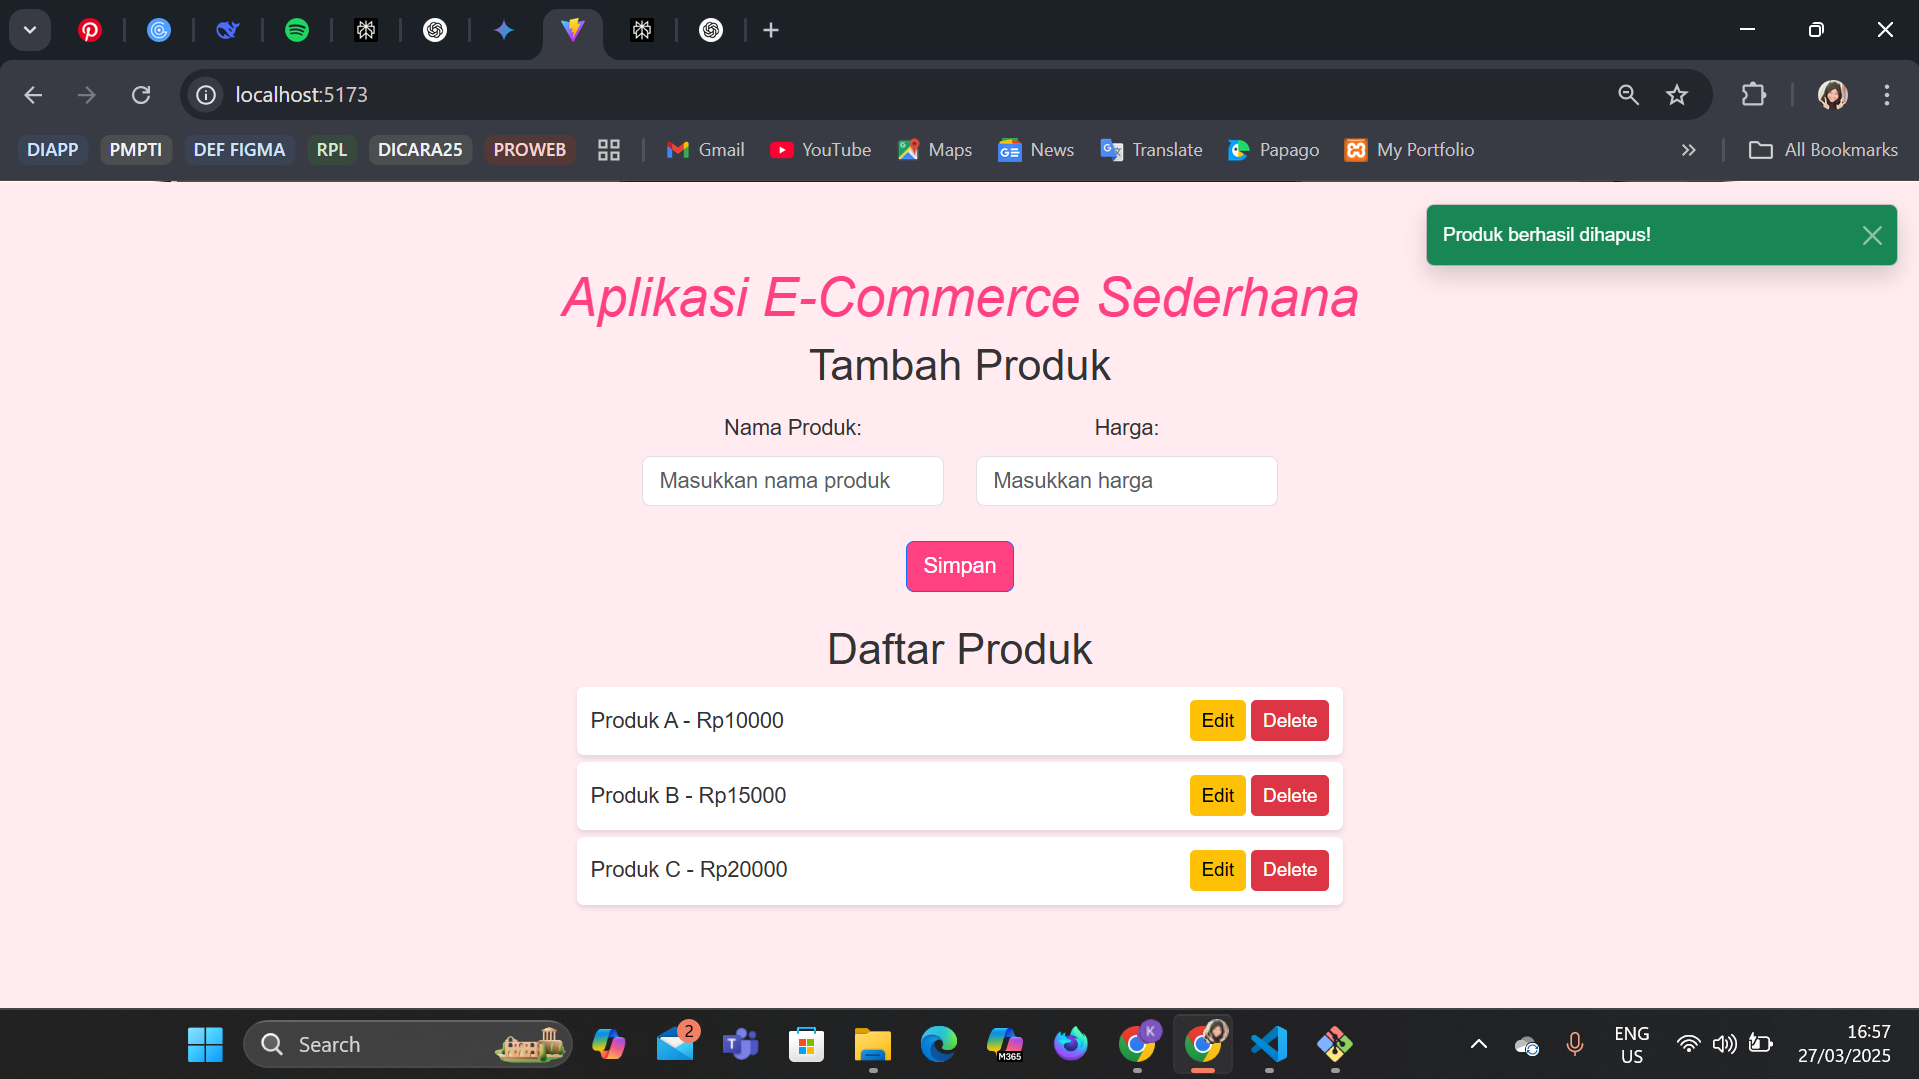 localhost:5173
DIAPP PMPTI DEF FIGMA RPL DICARA25 PROWEB Gmail YouTube Maps News Translate Papago My Portfolio All Bookmarks
Produk berhasil dihapus!
Aplikasi E-Commerce Sederhana
Tambah Produk
Nama Produk: Harga:
Masukkan nama produk Masukkan harga
Simpan
Daftar Produk
Produk A - Rp10000 Edit Delete
Produk B - Rp15000 Edit Delete
Produk C - Rp20000 Edit Delete
Search 2 T M365 K ENG 16:57
US 27/03/2025